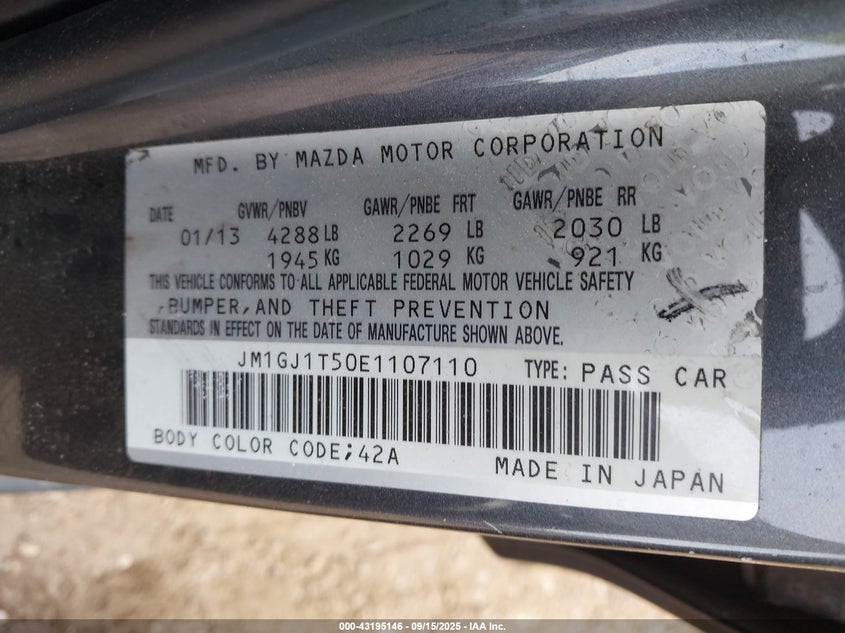 MFD. BY MAZDA MOTOR CORPORATION
DATE GVWR/PNBV GAWR/PNBE FRT GAWR/PNBE RR
01/13 4288 LB 2269 LB 2030 LB
1945 KG 1029 KG 921 KG
THIS VEHICLE CONFORMS TO ALL APPLICABLE FEDERAL MOTOR VEHICLE SAFETY
,BUMPER,AND THEFT PREVENTION
STANDARDS IN EFFECT ON THE DATE OF MANUFACTURE SHOWN ABOVE.
JM1GJ1T50E1107110 TYPE: PASS CAR
BODY COLOR CODE;42A
MADE IN JAPAN
000-43195146 - 09/15/2025 - IAA Inc.